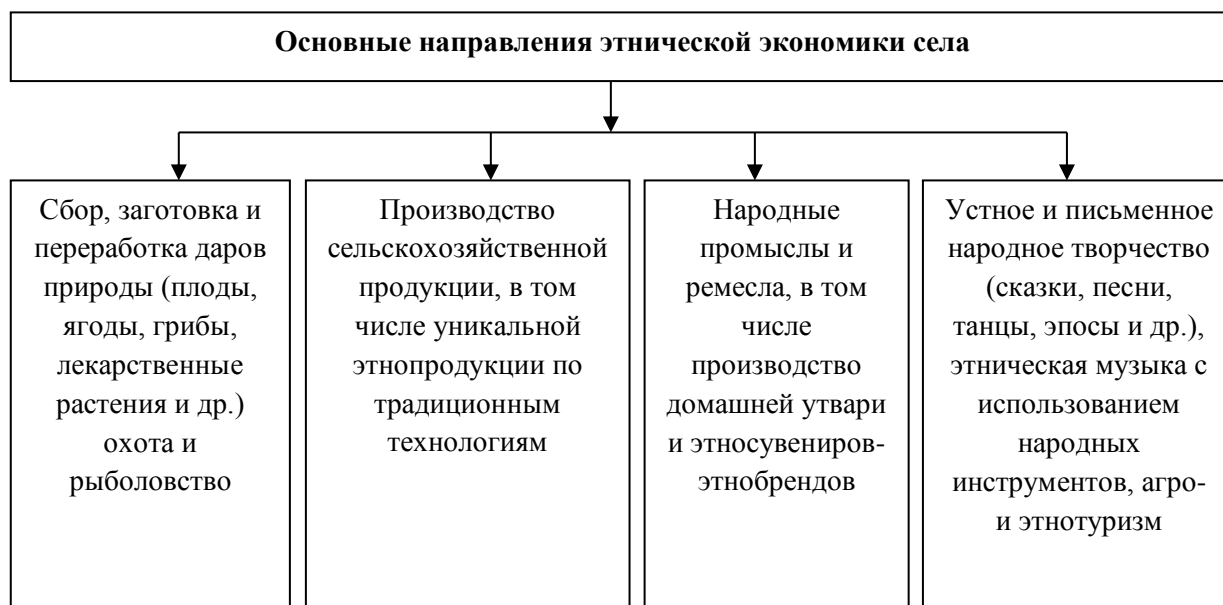 Основные направления этнической экономики села
Сбор, заготовка и
переработка даров
природы (плоды,
ягоды, грибы,
лекарственные
растения и др.)
охота и
рыболовство
Производство
сельскохозяйственной
продукции, в том
числе уникальной
этнопродукции по
традиционным
технологиям
Народные
промыслы и
ремесла, в том
числе
производство
домашней утвари
и этносувениров-
этнобрендов
Устное и письменное
народное творчество
(сказки, песни,
танцы, эпосы и др.),
этническая музыка с
использованием
народных
инструментов, агро-
и этнотуризм